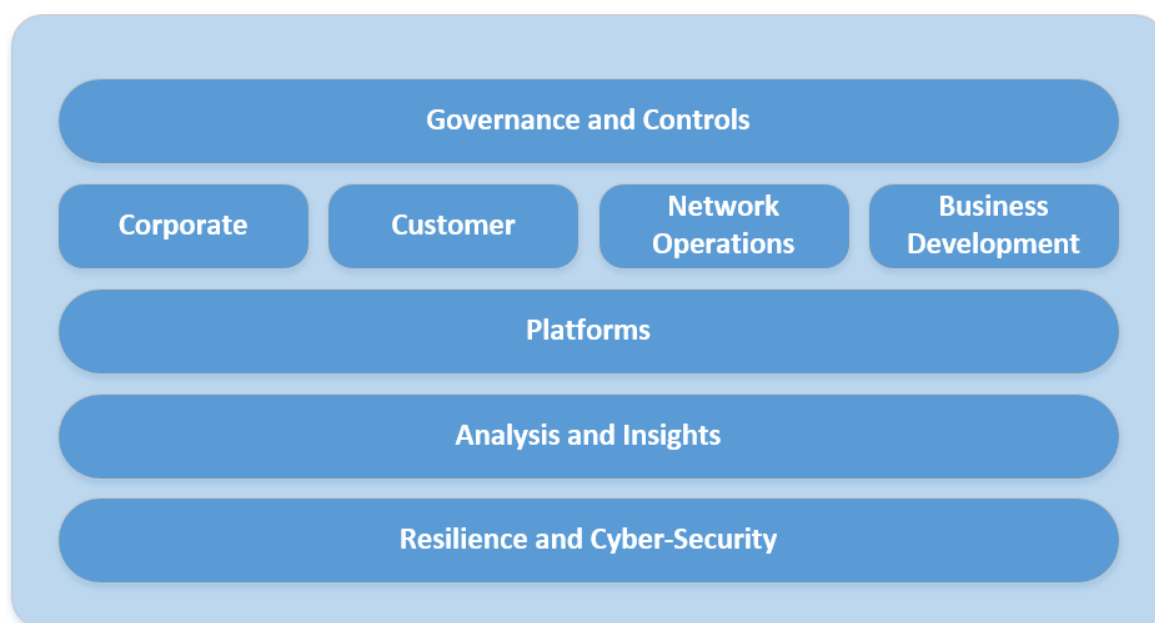 Governance and Controls
Corporate
Customer
Network
Operations
Business
Development
Platforms
Analysis and Insights
Resilience and Cyber-Security